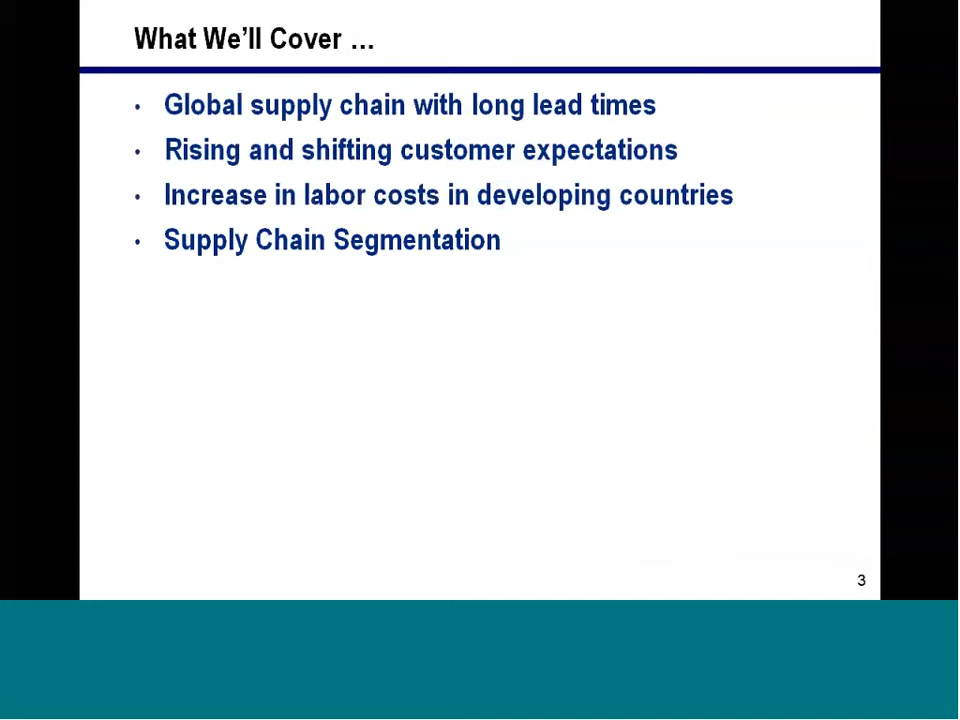 What We'll Cover …
• Global supply chain with long lead times
• Rising and shifting customer expectations
• Increase in labor costs in developing countries
• Supply Chain Segmentation
3